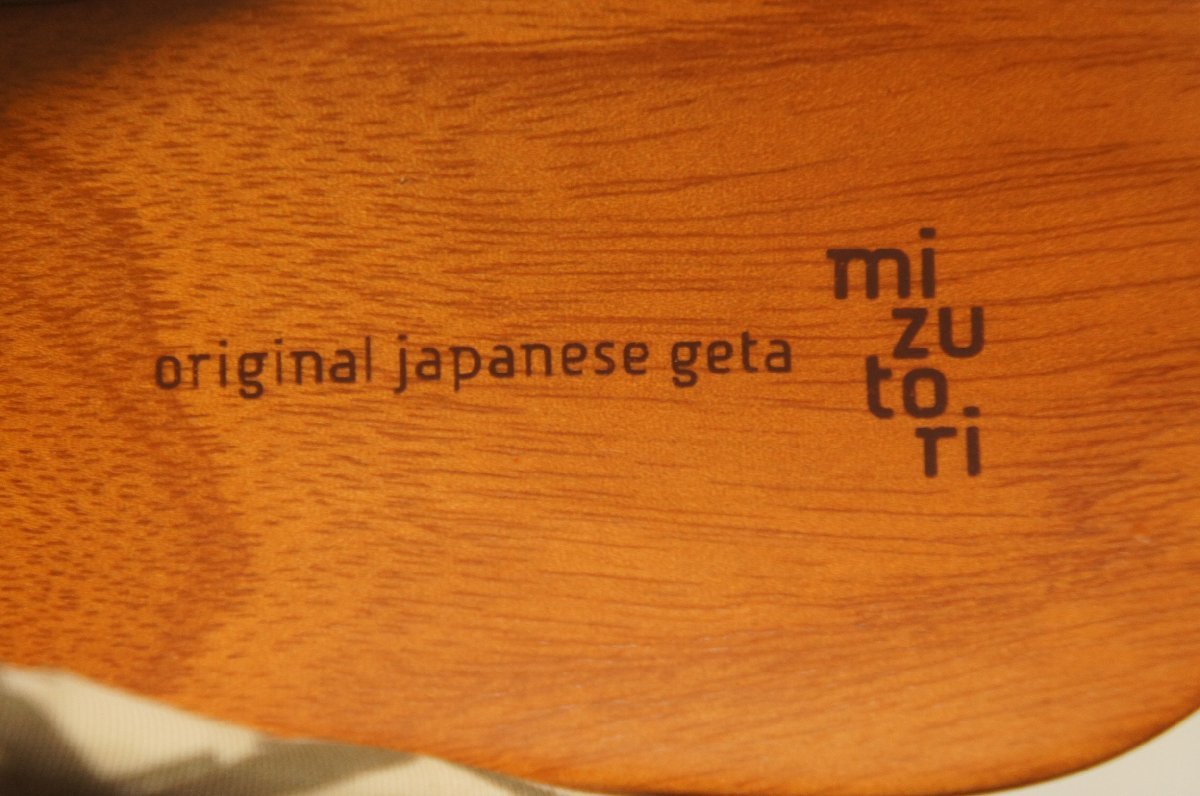 original japanese geta
mi
zu
to
ri